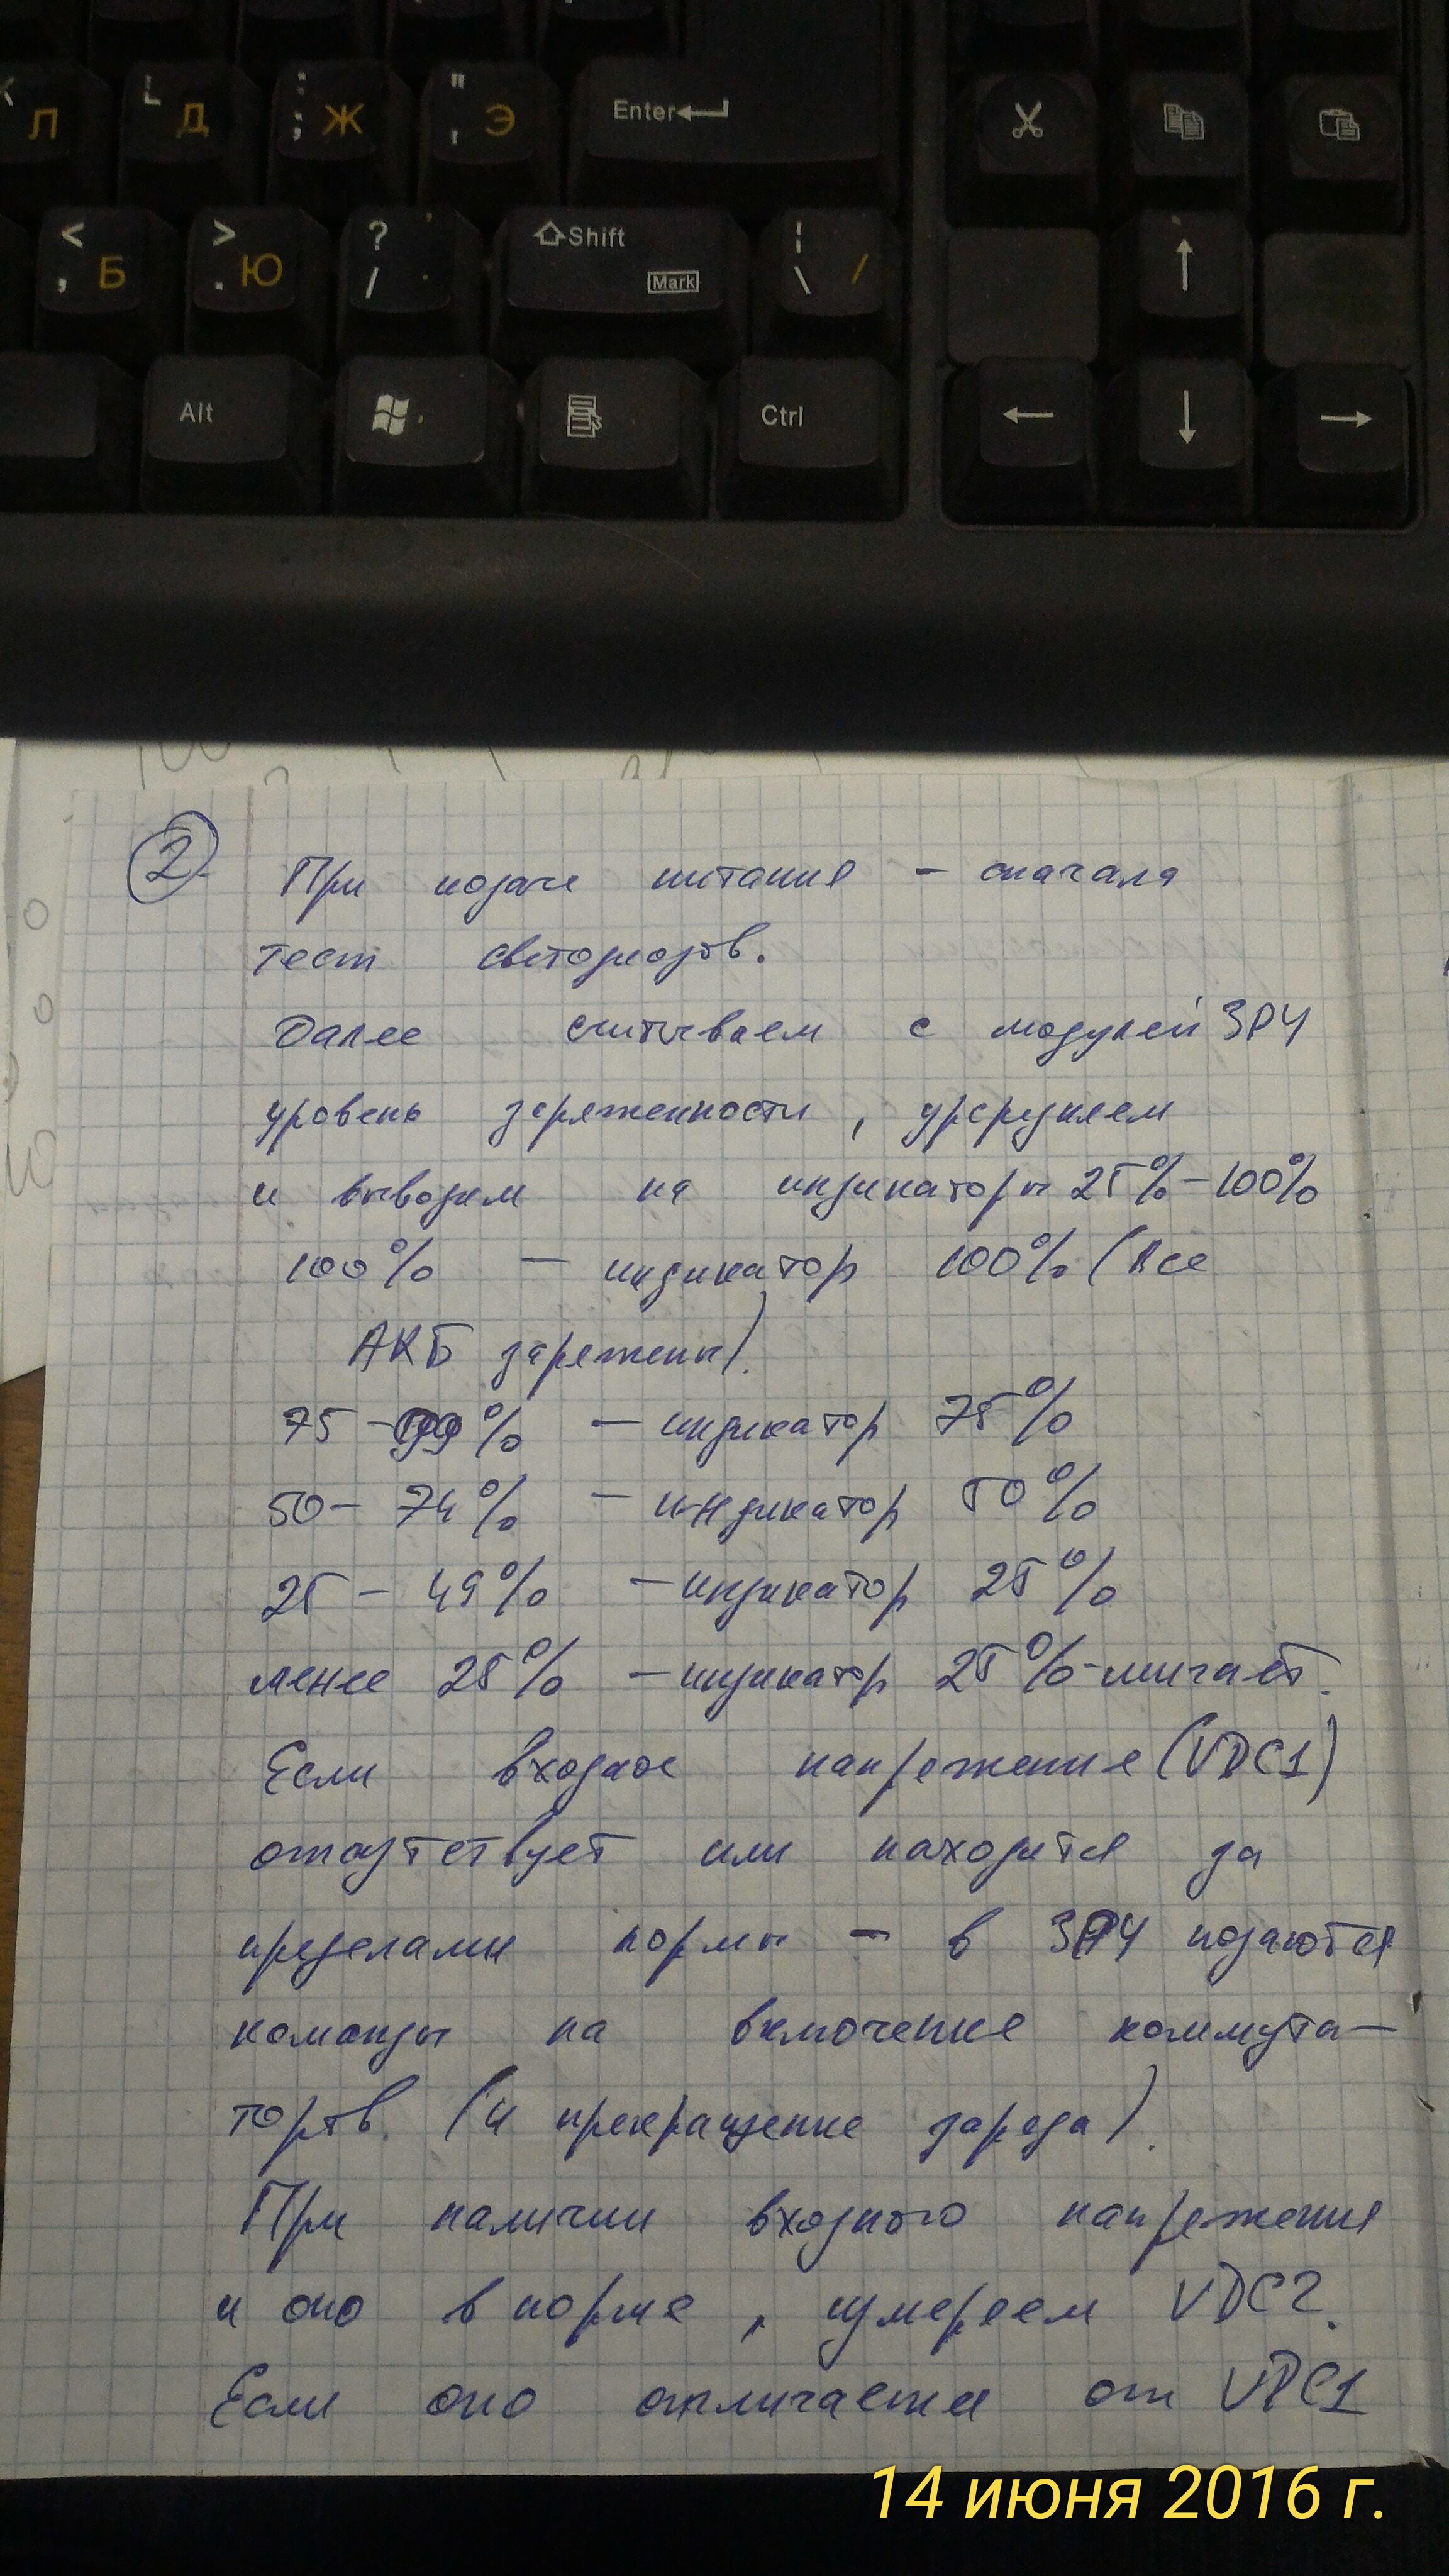 Л Д ; Ж " ' Э Enter
< , Б > . Ю ? / Shift Mark ¦ \ /
Alt Ctrl
2
При подаче питания - сначала
тест светодиодов.
Далее считываем с модулей ЗРУ
уровень заряженности, усредняем
и выводим на индикаторы 25%-100%
100% - индикатор 100% (Все
АКБ заряжены).
75-99% - индикатор 75%
50-74% - индикатор 50%
25-49% - индикатор 25%
менее 25% - индикатор 25%-мигает.
Если входное напряжение (VDC1)
отсутствует или находится за
пределами нормы - в ЗРУ подаются
команды на включение коммута-
торов. (и прекращение заряда).
При наличии входного напряжения
и оно в норме, измеряем VDC2.
Если оно отличается от VDC1
14 июня 2016 г.